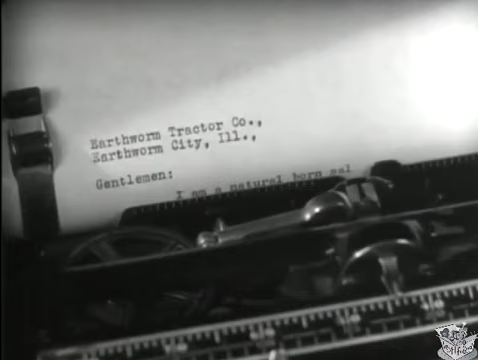 Earthworm Tractor Co.,
Earthworm City, Ill.,
Gentlemen:
I am a natural born sal